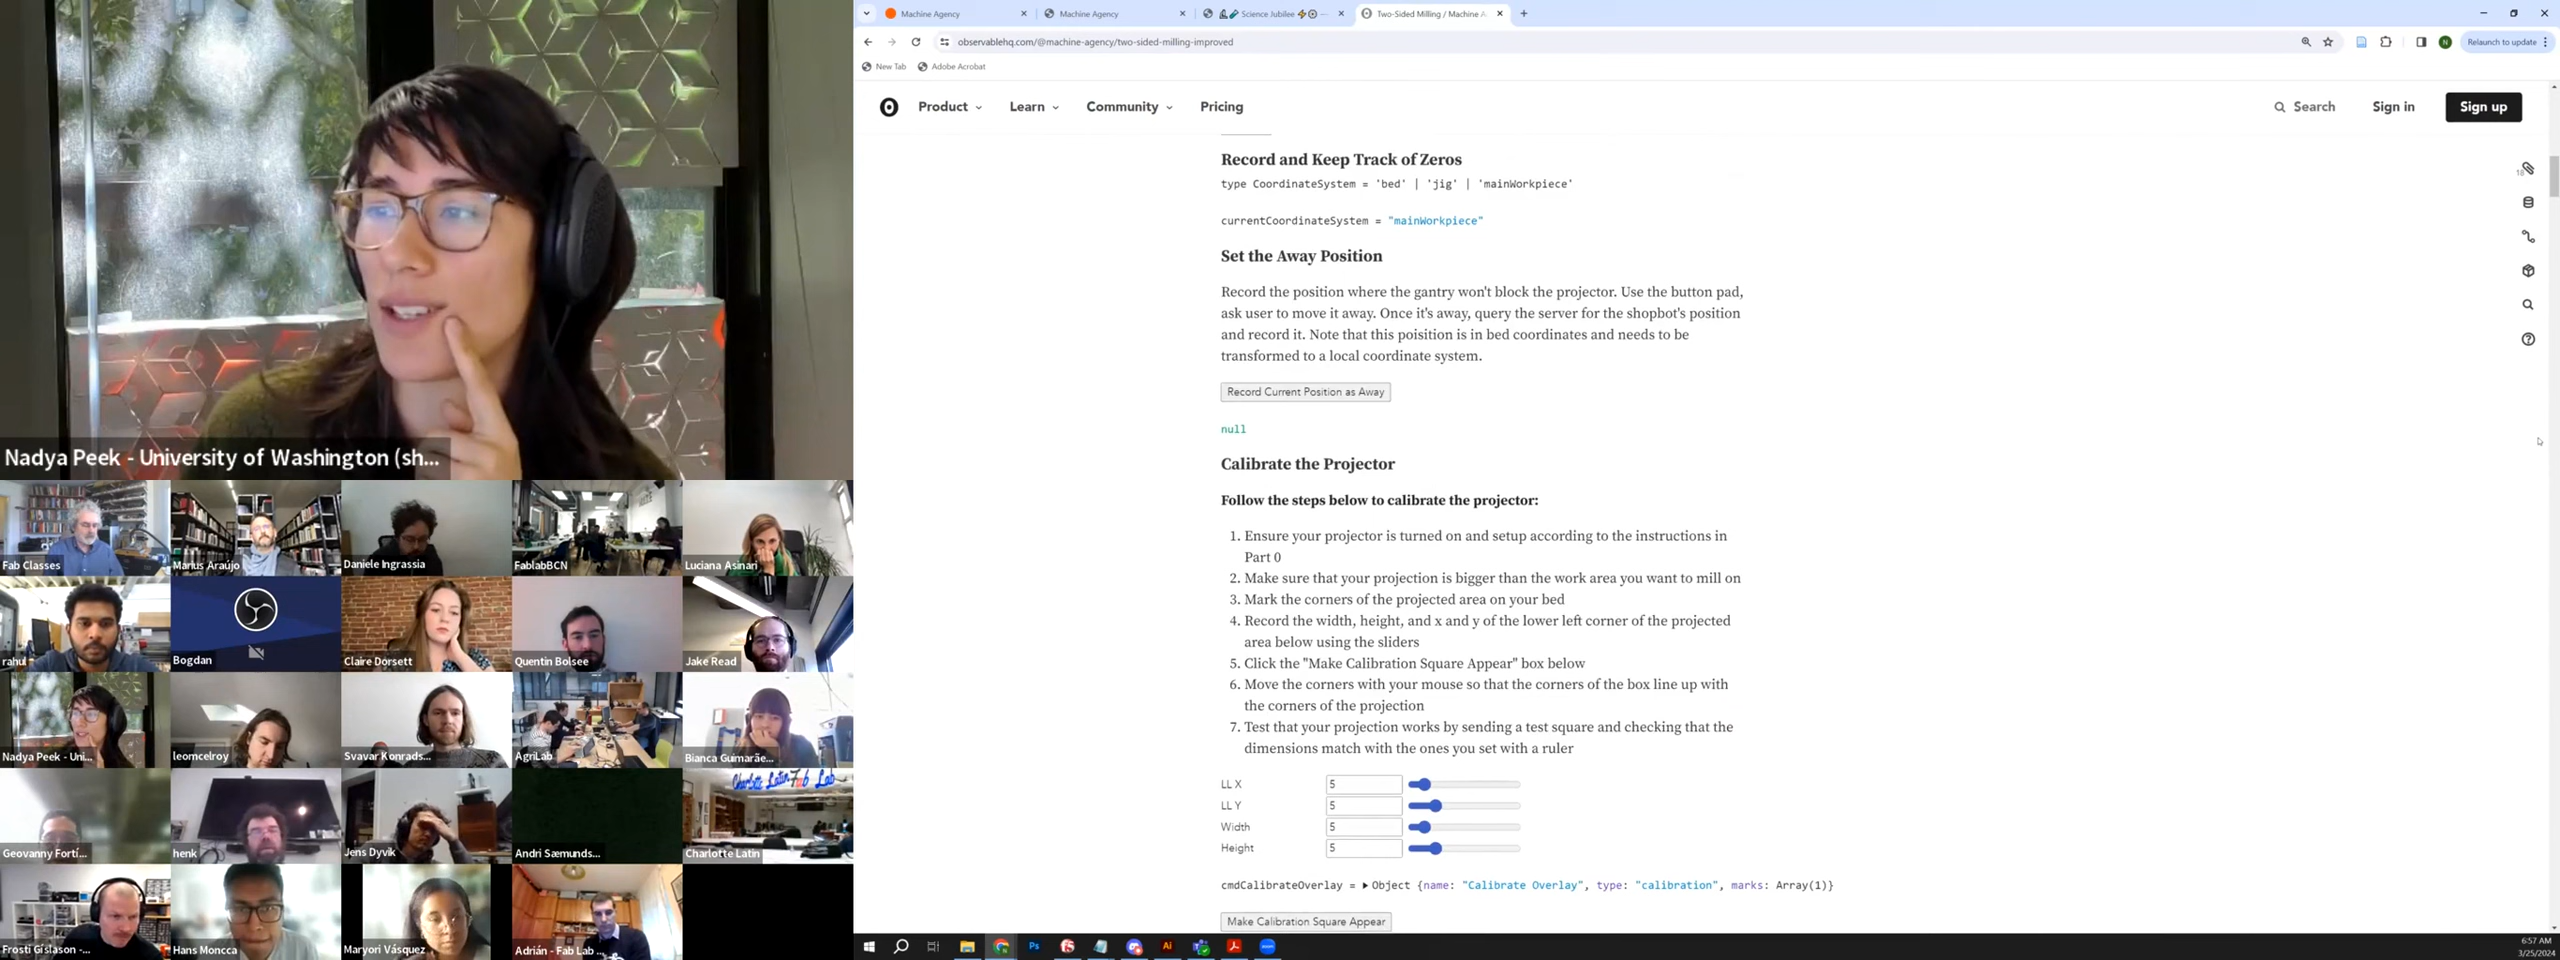 Nadya Peek - University of Washington (sh...
Fab Classes
Marius Araújo
Daniele Ingrassia
FablabBCN
Luciana Asinari
rahul
Bogdan
Claire Dorsett
Quentin Bolsee
Jake Read
Nadya Peek - Uni...
leomcelroy
Svavar Konrads...
AgriLab
Bianca Guimarãe...
Geovanny Fortí...
henk
Jens Dyvik
Andri Sæmunds...
Charlotte Latin Fab Lab
Charlotte Latin
Frosti Gíslason -...
Hans Moncca
Maryori Vásquez
Adrián - Fab Lab ...
Machine Agency
Machine Agency
Science Jubilee
Two-Sided Milling / Machine A
observablehq.com/@machine-agency/two-sided-milling-improved
N
Relaunch to update
New Tab
Adobe Acrobat
Product
Learn
Community
Pricing
Search
Sign in
Sign up
Record and Keep Track of Zeros
type CoordinateSystem = 'bed' | 'jig' | 'mainWorkpiece'
currentCoordinateSystem = "mainWorkpiece"
Set the Away Position
Record the position where the gantry won't block the projector. Use the button pad,
ask user to move it away. Once it's away, query the server for the shopbot's position
and record it. Note that this poisition is in bed coordinates and needs to be
transformed to a local coordinate system.
Record Current Position as Away
null
Calibrate the Projector
Follow the steps below to calibrate the projector:
1. Ensure your projector is turned on and setup according to the instructions in
Part 0
2. Make sure that your projection is bigger than the work area you want to mill on
3. Mark the corners of the projected area on your bed
4. Record the width, height, and x and y of the lower left corner of the projected
area below using the sliders
5. Click the "Make Calibration Square Appear" box below
6. Move the corners with your mouse so that the corners of the box line up with
the corners of the projection
7. Test that your projection works by sending a test square and checking that the
dimensions match with the ones you set with a ruler
LL X 5
LL Y 5
Width 5
Height 5
cmdCalibrateOverlay = ▶ Object {name: "Calibrate Overlay", type: "calibration", marks: Array(1)}
Make Calibration Square Appear
Ps
Ai
zoom
6:57 AM
3/25/2024